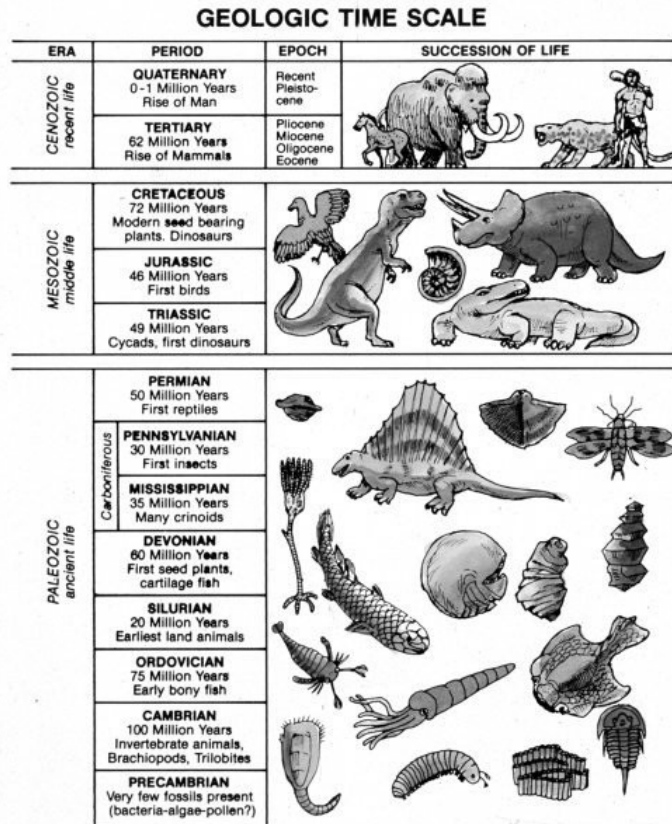 GEOLOGIC TIME SCALE
ERA PERIOD EPOCH SUCCESSION OF LIFE
CENOZOIC
recent life
QUATERNARY
0-1 Million Years
Rise of Man
Recent
Pleisto-
cene
TERTIARY
62 Million Years
Rise of Mammals
Pliocene
Miocene
Oligocene
Eocene
MESOZOIC
middle life
CRETACEOUS
72 Million Years
Modern seed bearing
plants. Dinosaurs
JURASSIC
46 Million Years
First birds
TRIASSIC
49 Million Years
Cycads, first dinosaurs
PALEOZOIC
ancient life
PERMIAN
50 Million Years
First reptiles
Carboniferous
PENNSYLVANIAN
30 Million Years
First insects
MISSISSIPPIAN
35 Million Years
Many crinoids
DEVONIAN
60 Million Years
First seed plants,
cartilage fish
SILURIAN
20 Million Years
Earliest land animals
ORDOVICIAN
75 Million Years
Early bony fish
CAMBRIAN
100 Million Years
Invertebrate animals,
Brachiopods, Trilobites
PRECAMBRIAN
Very few fossils present
(bacteria-algae-pollen?)